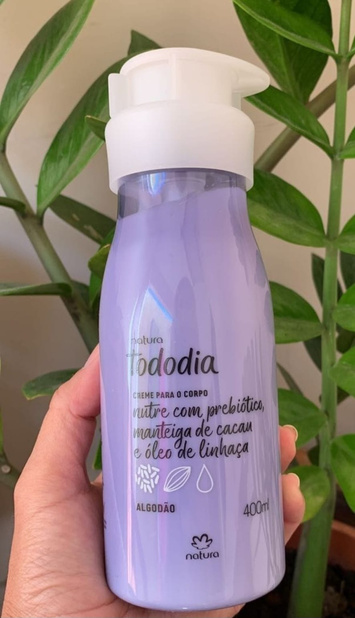 natura
tododia
CREME PARA O CORPO
nutre com prebiótico,
manteiga de cacau
e óleo de linhaça
ALGODÃO
400ml
natura